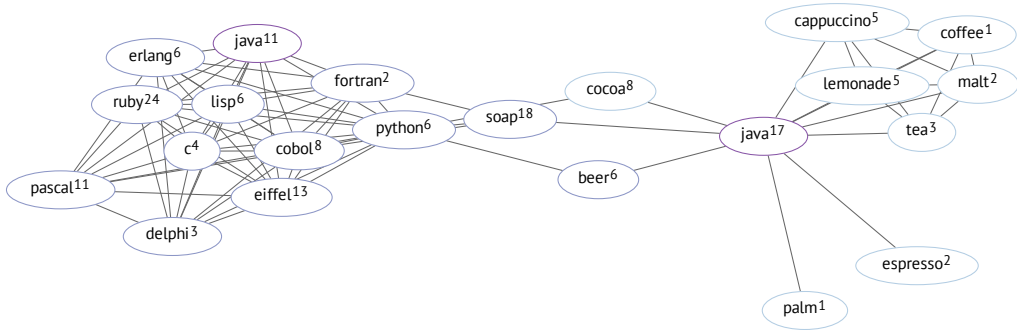 cappuccino5
java11
coffee1
erlang6
fortran2
lemonade5
malt2
cocoa8
ruby24
lisp6
soap18
python6
java17
tea3
c4
cobol8
beer6
pascal11
eiffel13
delphi3
espresso2
palm1